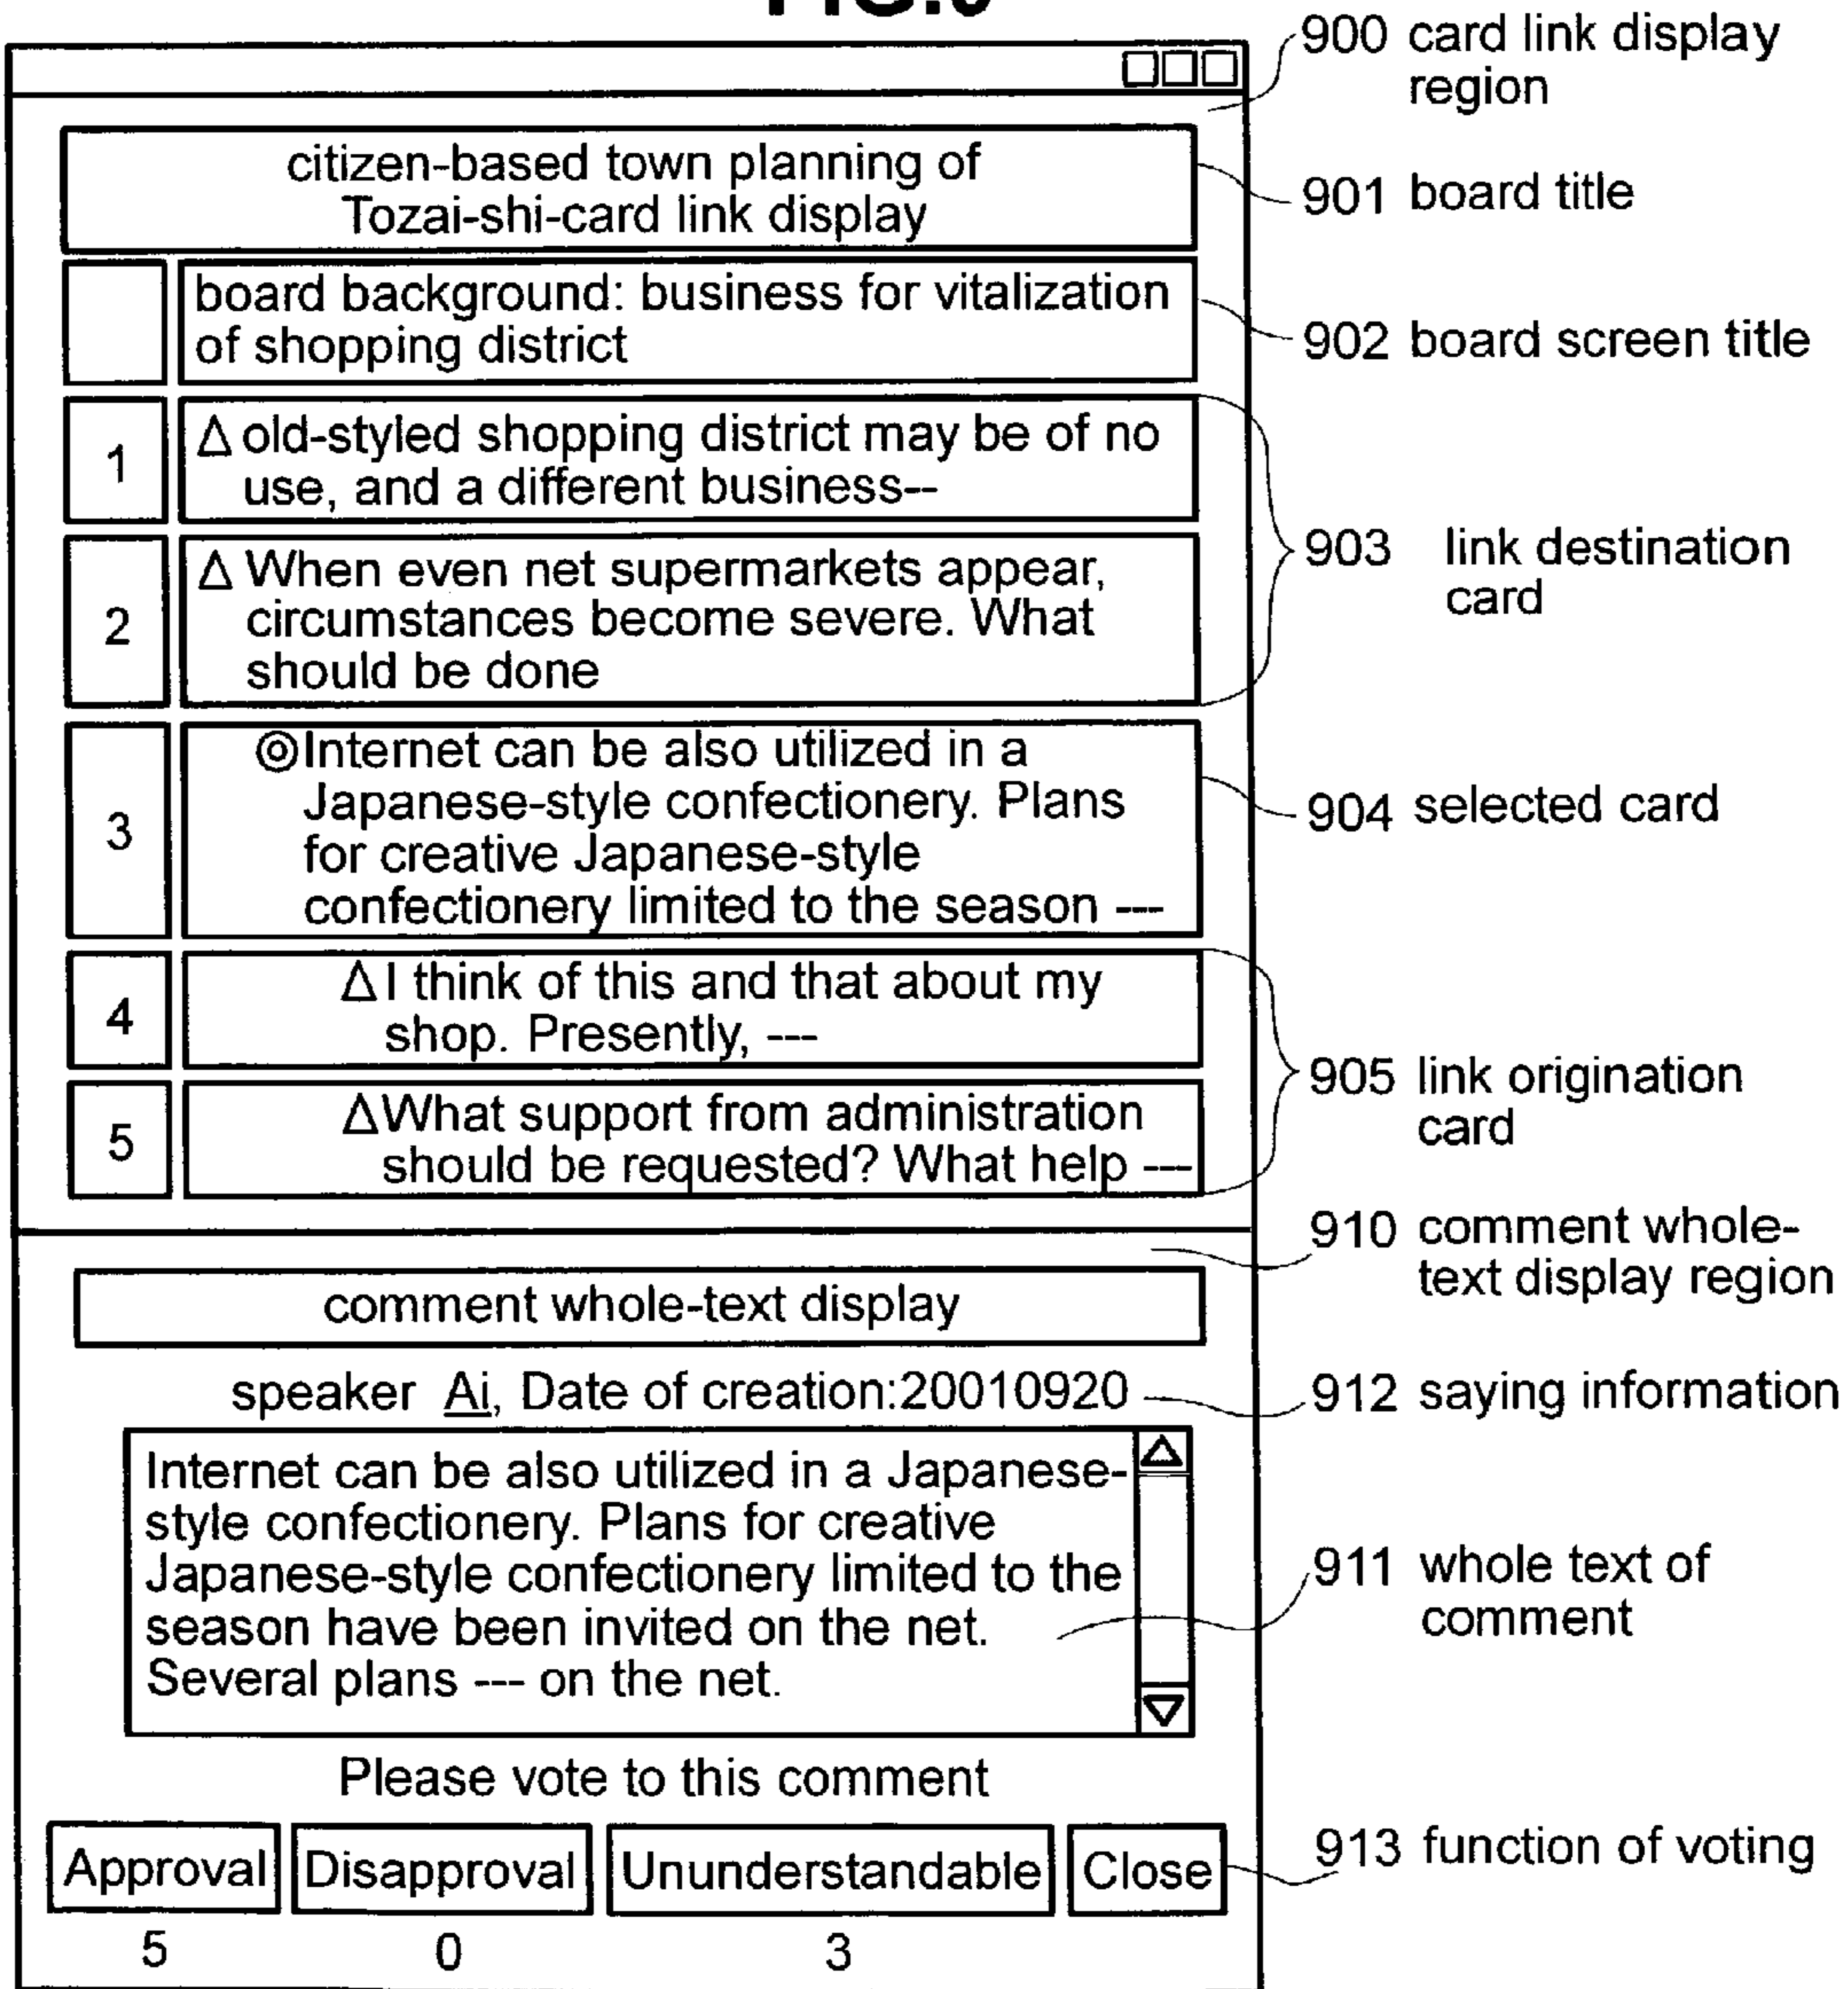 900 card link display
region
citizen-based town planning of
Tozai-shi-card link display
901 board title
board background: business for vitalization
of shopping district
902 board screen title
1
Δ old-styled shopping district may be of no
use, and a different business--
2
Δ When even net supermarkets appear,
circumstances become severe. What
should be done
903 link destination
card
3
◎Internet can be also utilized in a
Japanese-style confectionery. Plans
for creative Japanese-style
confectionery limited to the season ---
904 selected card
4
Δ I think of this and that about my
shop. Presently, ---
5
ΔWhat support from administration
should be requested? What help ---
905 link origination
card
910 comment whole-
text display region
comment whole-text display
speaker Ai, Date of creation:20010920
912 saying information
Internet can be also utilized in a Japanese-
style confectionery. Plans for creative
Japanese-style confectionery limited to the
season have been invited on the net.
Several plans --- on the net.
911 whole text of
comment
Please vote to this comment
Approval Disapproval Ununderstandable Close
913 function of voting
5 0 3